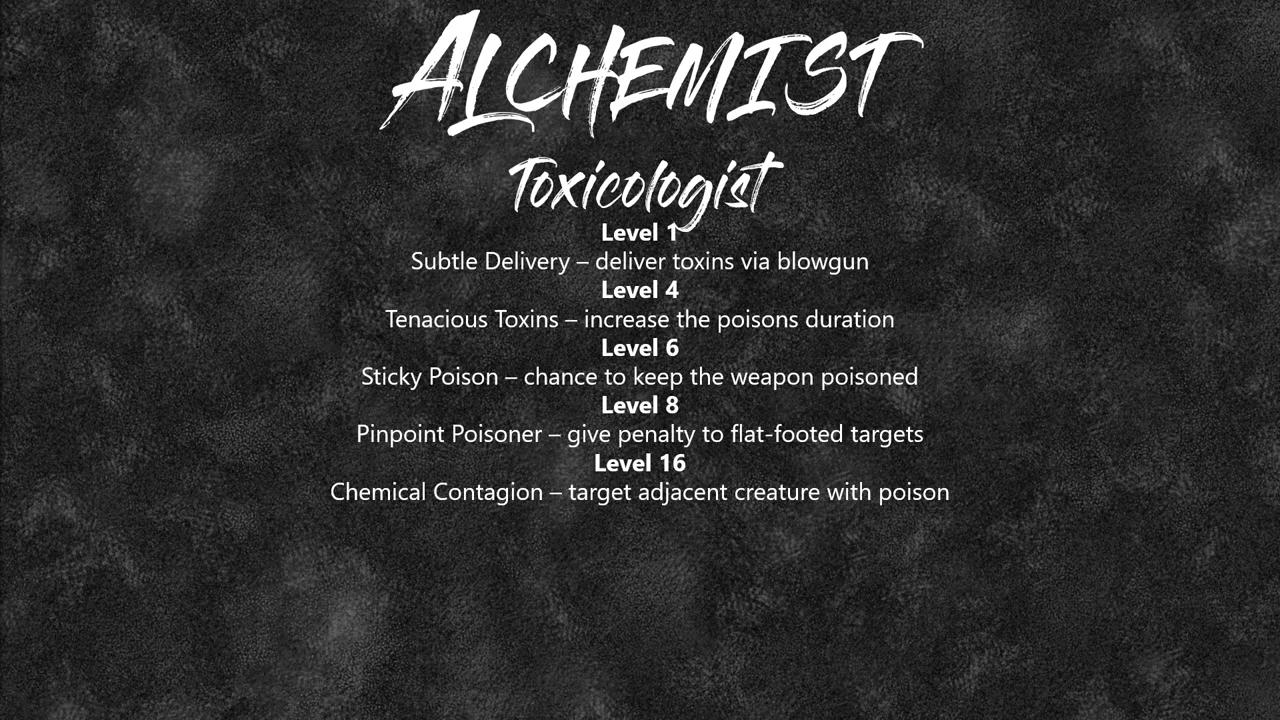 ALCHEMIST
Toxicologist
Level 1
Subtle Delivery – deliver toxins via blowgun
Level 4
Tenacious Toxins – increase the poisons duration
Level 6
Sticky Poison – chance to keep the weapon poisoned
Level 8
Pinpoint Poisoner – give penalty to flat-footed targets
Level 16
Chemical Contagion – target adjacent creature with poison